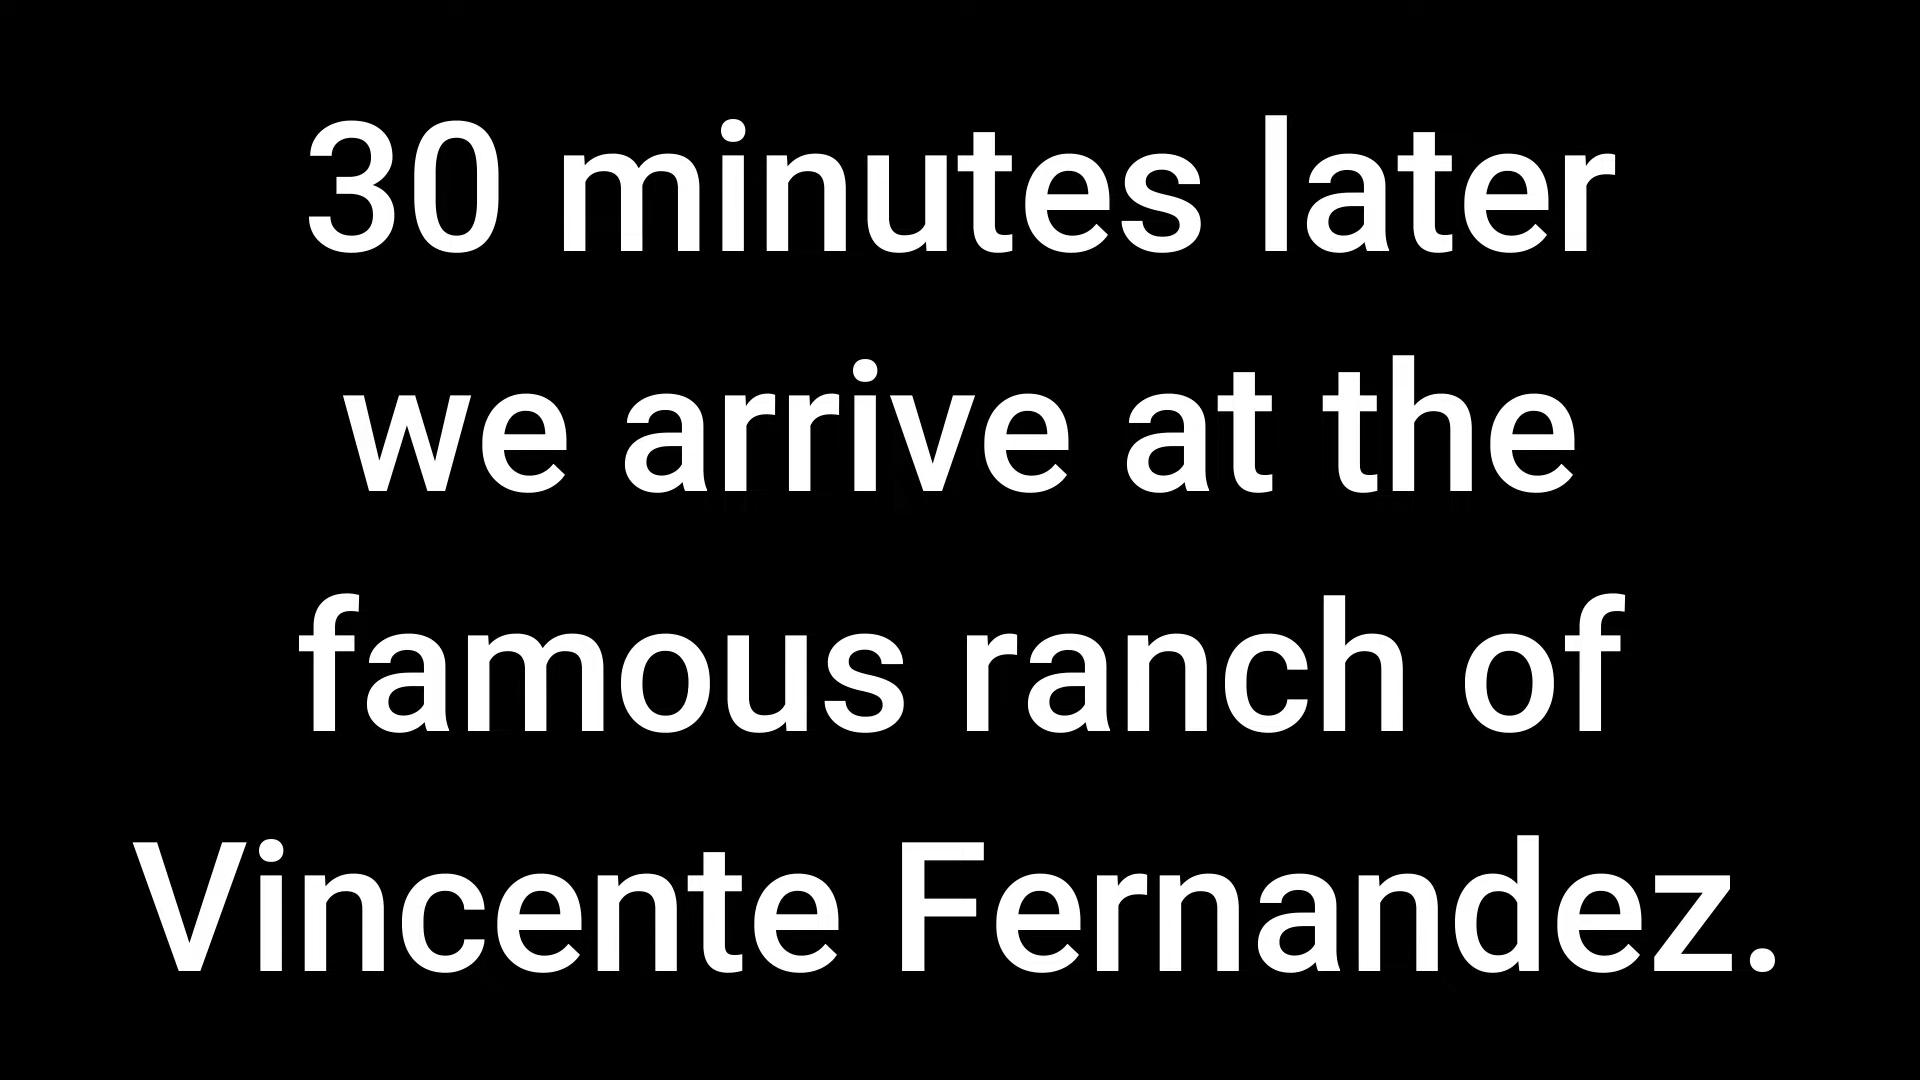 30 minutes later
we arrive at the
famous ranch of
Vincente Fernandez.